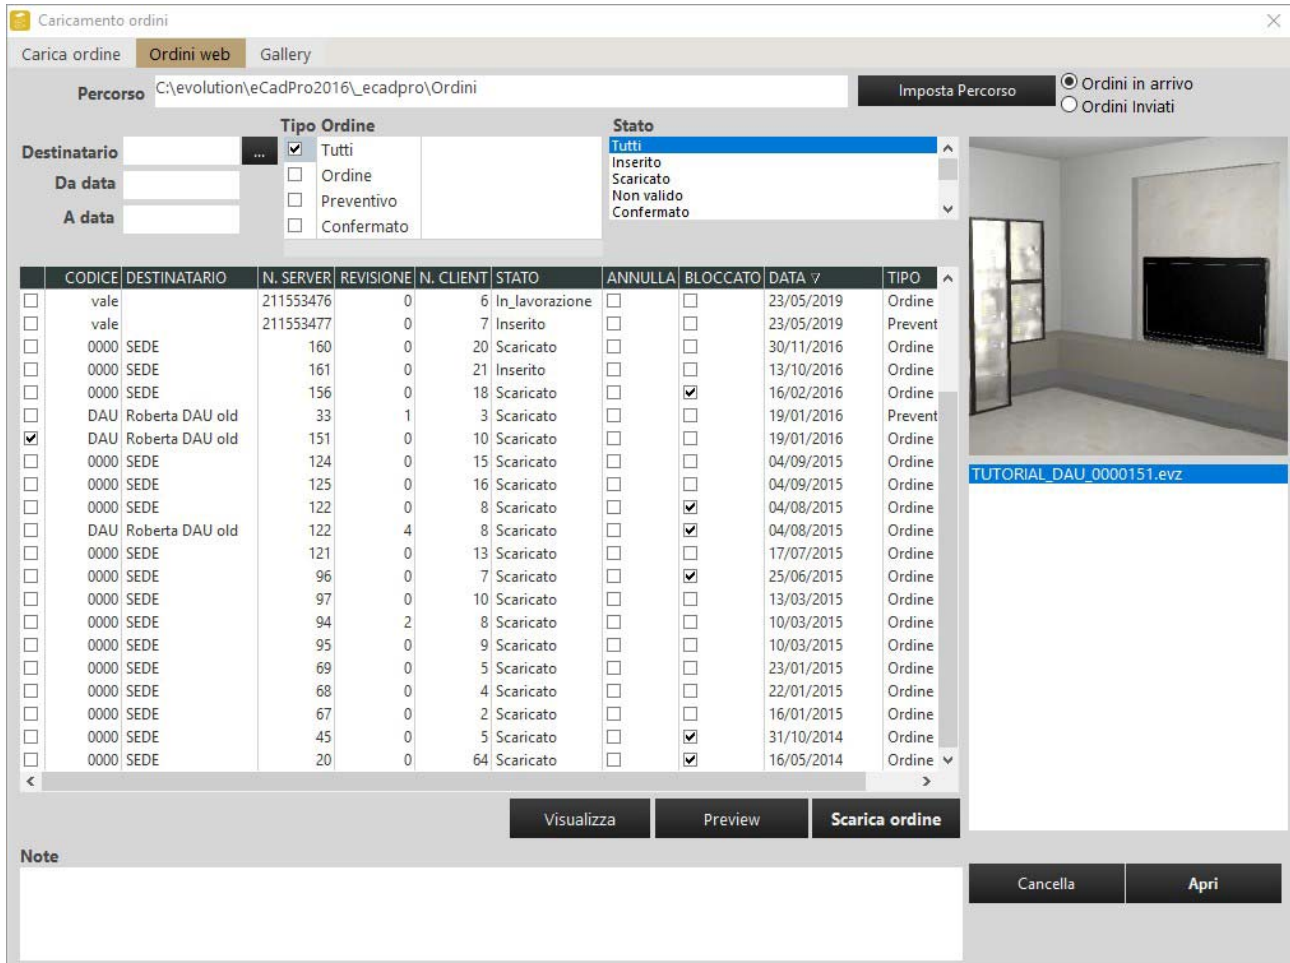 Caricamento ordini
Carica ordine Ordini web Gallery
Percorso C:\evolution\eCadPro2016\_ecadpro\Ordini Imposta Percorso
Ordini in arrivo
Ordini Inviati
Destinatario ...
Da data
A data
Tipo Ordine
Tutti
Ordine
Preventivo
Confermato
Stato
Tutti
Inserito
Scaricato
Non valido
Confermato
CODICE DESTINATARIO N. SERVER REVISIONE N. CLIENT STATO ANNULLA BLOCCATO DATA TIPO
vale 211553476 0 6 In_lavorazione 23/05/2019 Ordine
vale 211553477 0 7 Inserito 23/05/2019 Prevent
0000 SEDE 160 0 20 Scaricato 30/11/2016 Ordine
0000 SEDE 161 0 21 Inserito 13/10/2016 Ordine
0000 SEDE 156 0 18 Scaricato 16/02/2016 Ordine
DAU Roberta DAU old 33 1 3 Scaricato 19/01/2016 Prevent
DAU Roberta DAU old 151 0 10 Scaricato 19/01/2016 Ordine
0000 SEDE 124 0 15 Scaricato 04/09/2015 Ordine
0000 SEDE 125 0 16 Scaricato 04/09/2015 Ordine
0000 SEDE 122 0 8 Scaricato 04/08/2015 Ordine
DAU Roberta DAU old 122 4 8 Scaricato 04/08/2015 Ordine
0000 SEDE 121 0 13 Scaricato 17/07/2015 Ordine
0000 SEDE 96 0 7 Scaricato 25/06/2015 Ordine
0000 SEDE 97 0 10 Scaricato 13/03/2015 Ordine
0000 SEDE 94 2 8 Scaricato 10/03/2015 Ordine
0000 SEDE 95 0 9 Scaricato 10/03/2015 Ordine
0000 SEDE 69 0 5 Scaricato 23/01/2015 Ordine
0000 SEDE 68 0 4 Scaricato 22/01/2015 Ordine
0000 SEDE 67 0 2 Scaricato 16/01/2015 Ordine
0000 SEDE 45 0 5 Scaricato 31/10/2014 Ordine
0000 SEDE 20 0 64 Scaricato 16/05/2014 Ordine
TUTORIAL_DAU_0000151.evz
Visualizza Preview Scarica ordine
Note
Cancella Apri